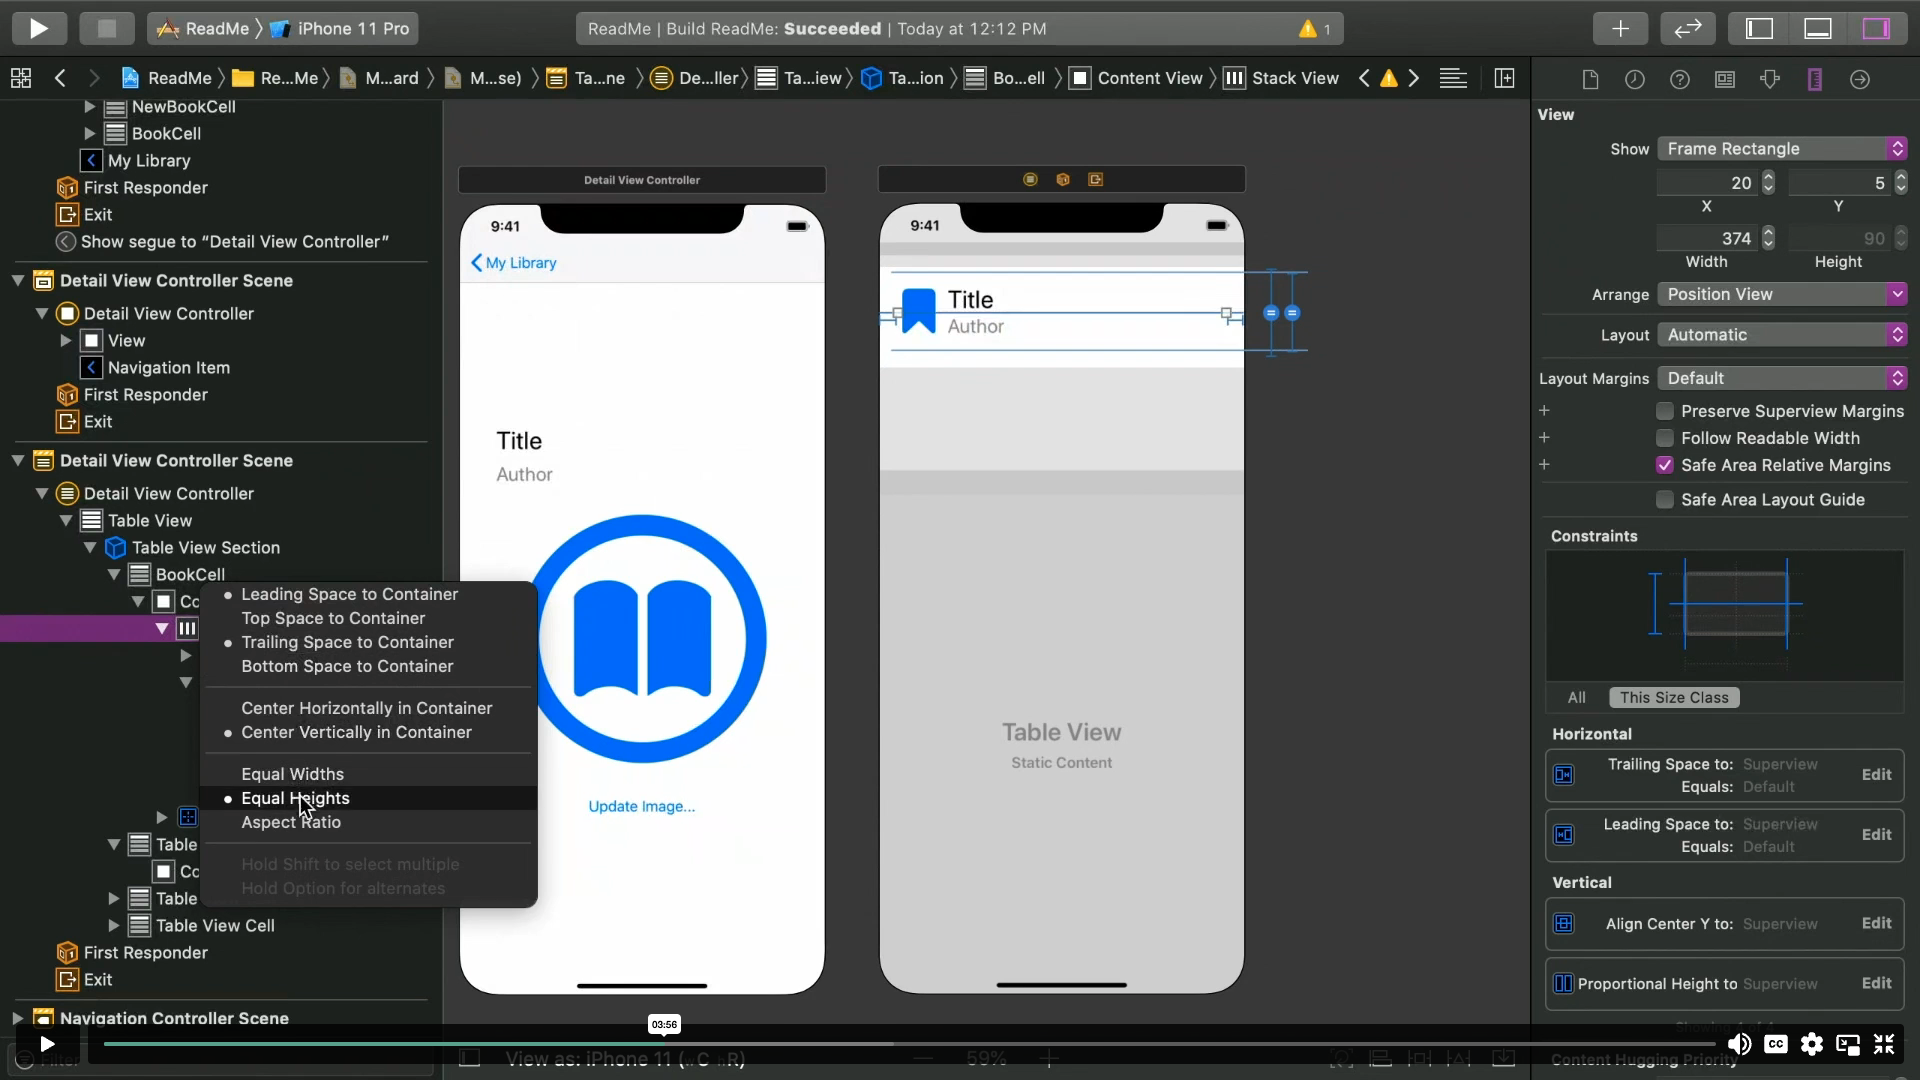 ReadMe 〉 iPhone 11 Pro
ReadMe | Build ReadMe: Succeeded | Today at 12:12 PM
1
ReadMe 〉 Re...Me 〉 M...ard 〉 M...se) 〉 Ta...ne 〉 De...ller 〉 Ta...iew 〉 Ta...ion 〉 Bo...ell 〉 Content View 〉 Stack View
NewBookCell
BookCell
My Library
First Responder
Exit
Show segue to “Detail View Controller”
Detail View Controller Scene
Detail View Controller
View
Navigation Item
First Responder
Exit
Detail View Controller Scene
Detail View Controller
Table View
Table View Section
BookCell
Co
Leading Space to Container
Top Space to Container
Trailing Space to Container
Bottom Space to Container
Center Horizontally in Container
Center Vertically in Container
Equal Widths
Equal Heights
Aspect Ratio
Hold Shift to select multiple
Hold Option for alternates
Table
Co
Table
Table View Cell
First Responder
Exit
Navigation Controller Scene
Filter
Detail View Controller
9:41
My Library
Title
Author
Update Image...
9:41
Title
Author
Table View
Static Content
03:56
View as: iPhone 11 (wC hR)
59%
View
Show Frame Rectangle
20 5
X Y
374 90
Width Height
Arrange Position View
Layout Automatic
Layout Margins Default
Preserve Superview Margins
Follow Readable Width
Safe Area Relative Margins
Safe Area Layout Guide
Constraints
All This Size Class
Horizontal
Trailing Space to: Superview
Equals: Default
Edit
Leading Space to: Superview
Equals: Default
Edit
Vertical
Align Center Y to: Superview Edit
Proportional Height to Superview Edit
Showing 4 of 4
Content Hugging Priority
CC